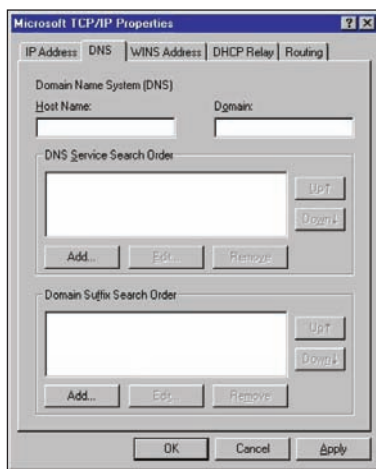 Microsoft TCP/IP Properties
IP Address DNS WINS Address DHCP Relay Routing
Domain Name System (DNS)
Host Name: Domain:
DNS Service Search Order
Up↑
Down↓
Add... Edit... Remove
Domain Suffix Search Order
Up↑
Down↓
Add... Edit... Remove
OK Cancel Apply